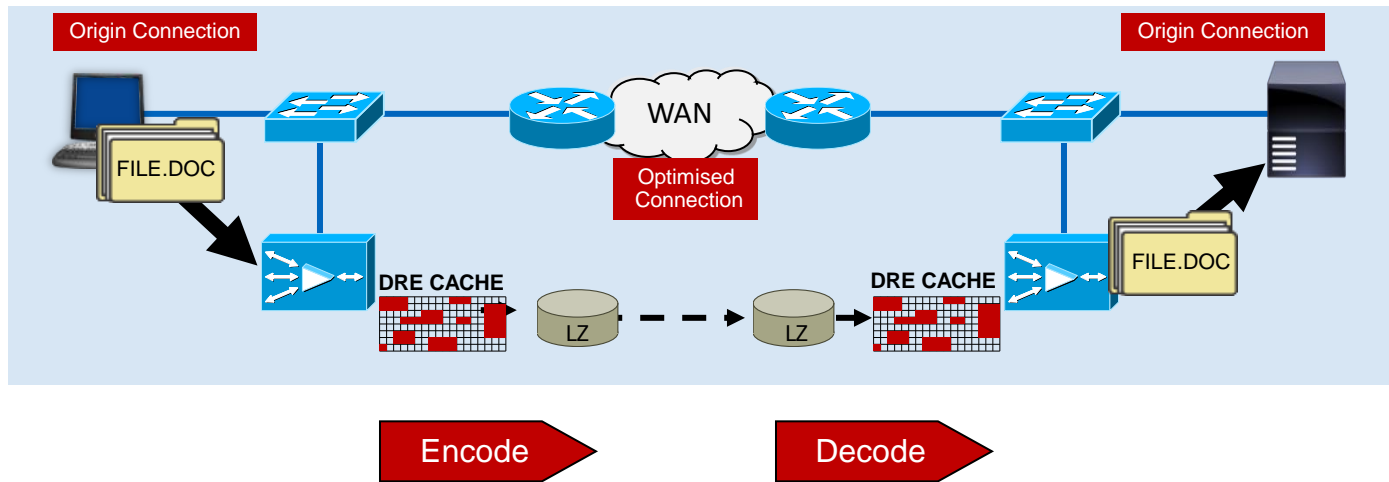 Origin Connection
Origin Connection
WAN
FILE.DOC
Optimised
Connection
FILE.DOC
DRE CACHE
DRE CACHE
LZ
LZ
Encode
Decode